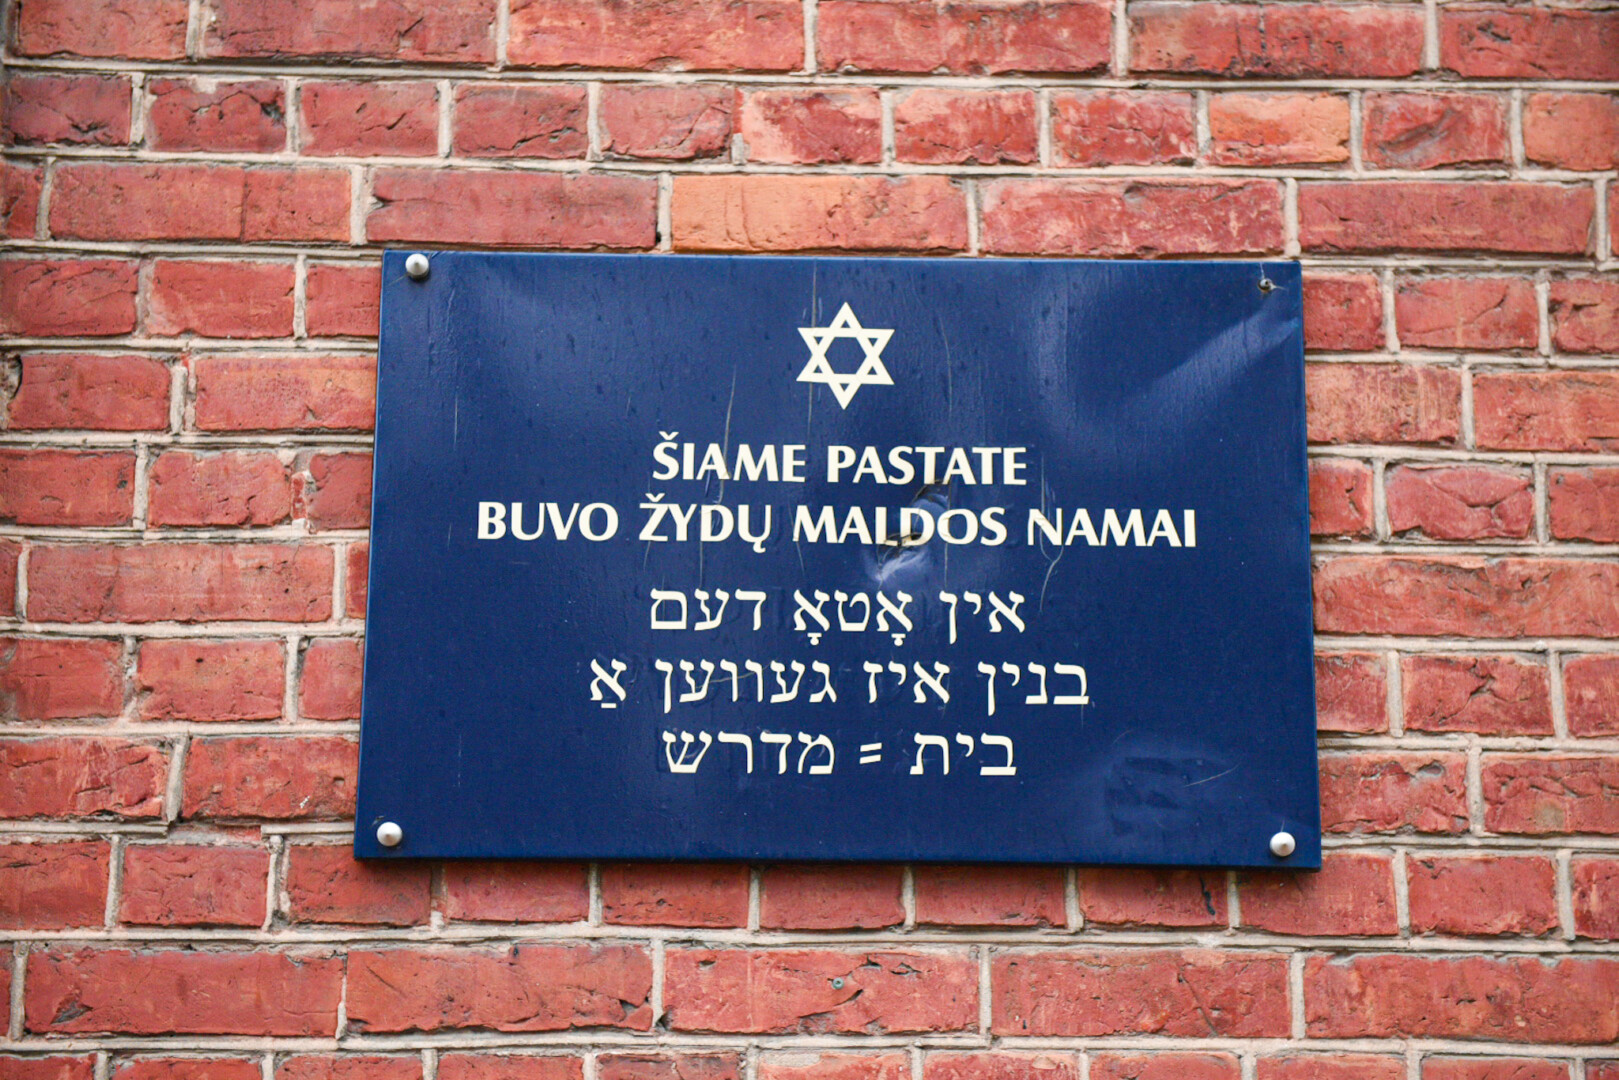 ŠIAME PASTATE
BUVO ŽYDŲ MALDOS NAMAI
אין אָטאָ דעם
בנין איז געווען אַ
בית = מדרש